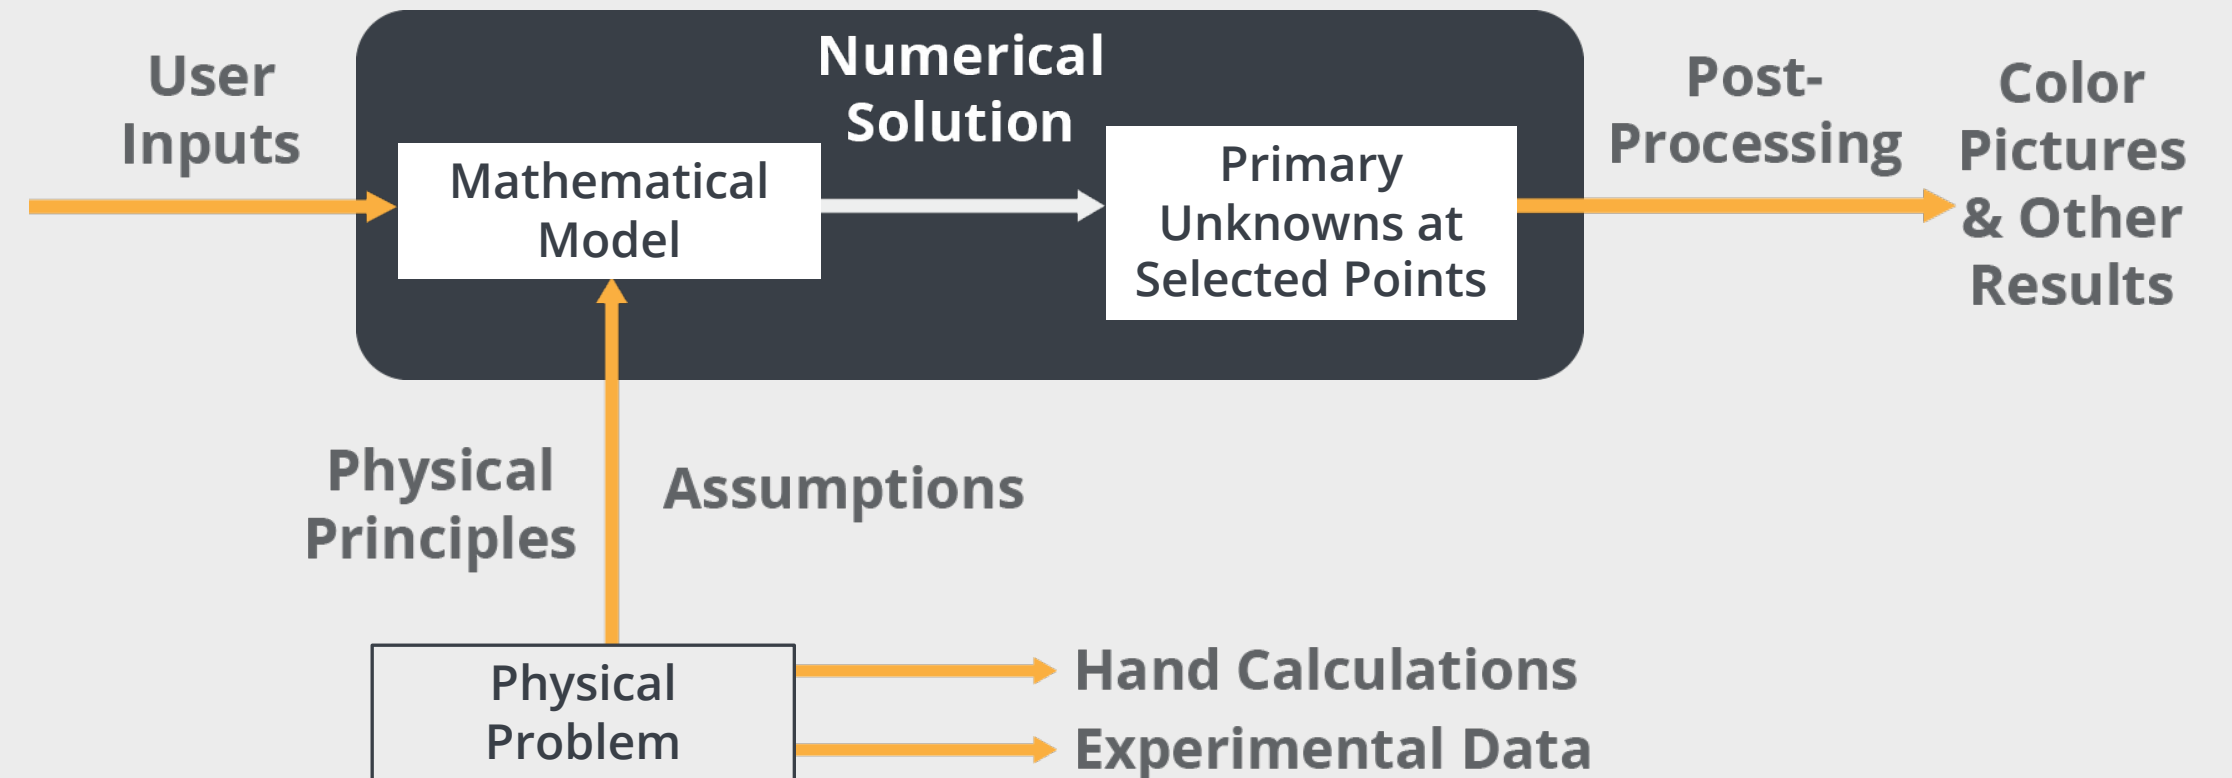 User
Inputs
Numerical
Solution
Mathematical
Model
Primary
Unknowns at
Selected Points
Post-
Processing
Color
Pictures
& Other
Results
Physical
Principles
Assumptions
Physical
Problem
Hand Calculations
Experimental Data